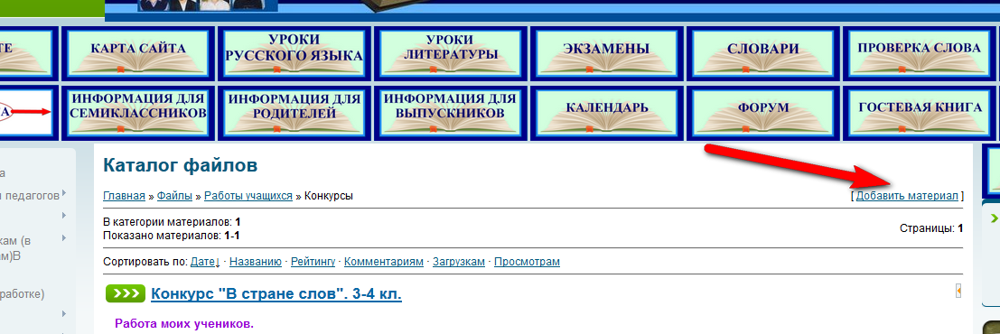 ТЕ
КАРТА САЙТА
УРОКИ
РУССКОГО ЯЗЫКА
УРОКИ
ЛИТЕРАТУРЫ
ЭКЗАМЕНЫ
СЛОВАРИ
ПРОВЕРКА СЛОВА
А
ИНФОРМАЦИЯ ДЛЯ
СЕМИКЛАССНИКОВ
ИНФОРМАЦИЯ ДЛЯ
РОДИТЕЛЕЙ
ИНФОРМАЦИЯ ДЛЯ
ВЫПУСКНИКОВ
КАЛЕНДАРЬ
ФОРУМ
ГОСТЕВАЯ КНИГА
а
и педагогов
кам (в
ам)В
работке)
Каталог файлов
Главная » Файлы » Работы учащихся » Конкурсы
[ Добавить материал ]
В категории материалов: 1
Показано материалов: 1-1
Страницы: 1
Сортировать по: Дате↓ · Названию · Рейтингу · Комментариям · Загрузкам · Просмотрам
Конкурс "В стране слов". 3-4 кл.
Работа моих учеников.